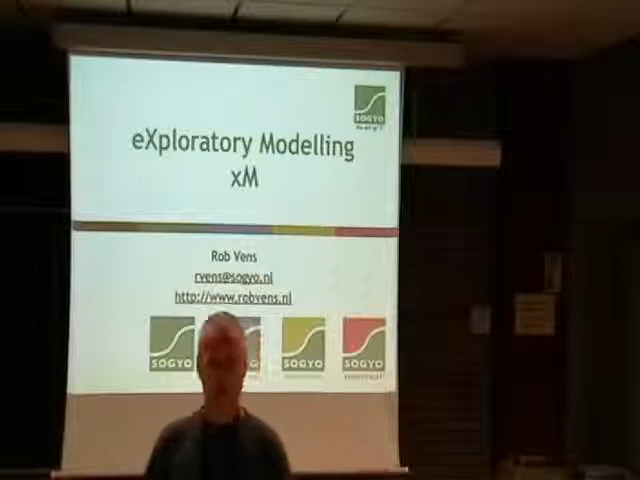 SOGYO
eXploratory Modelling
xM
Rob Vens
rvens@sogyo.nl
http://www.robvens.nl
SOGYO
SOGYO
SOGYO